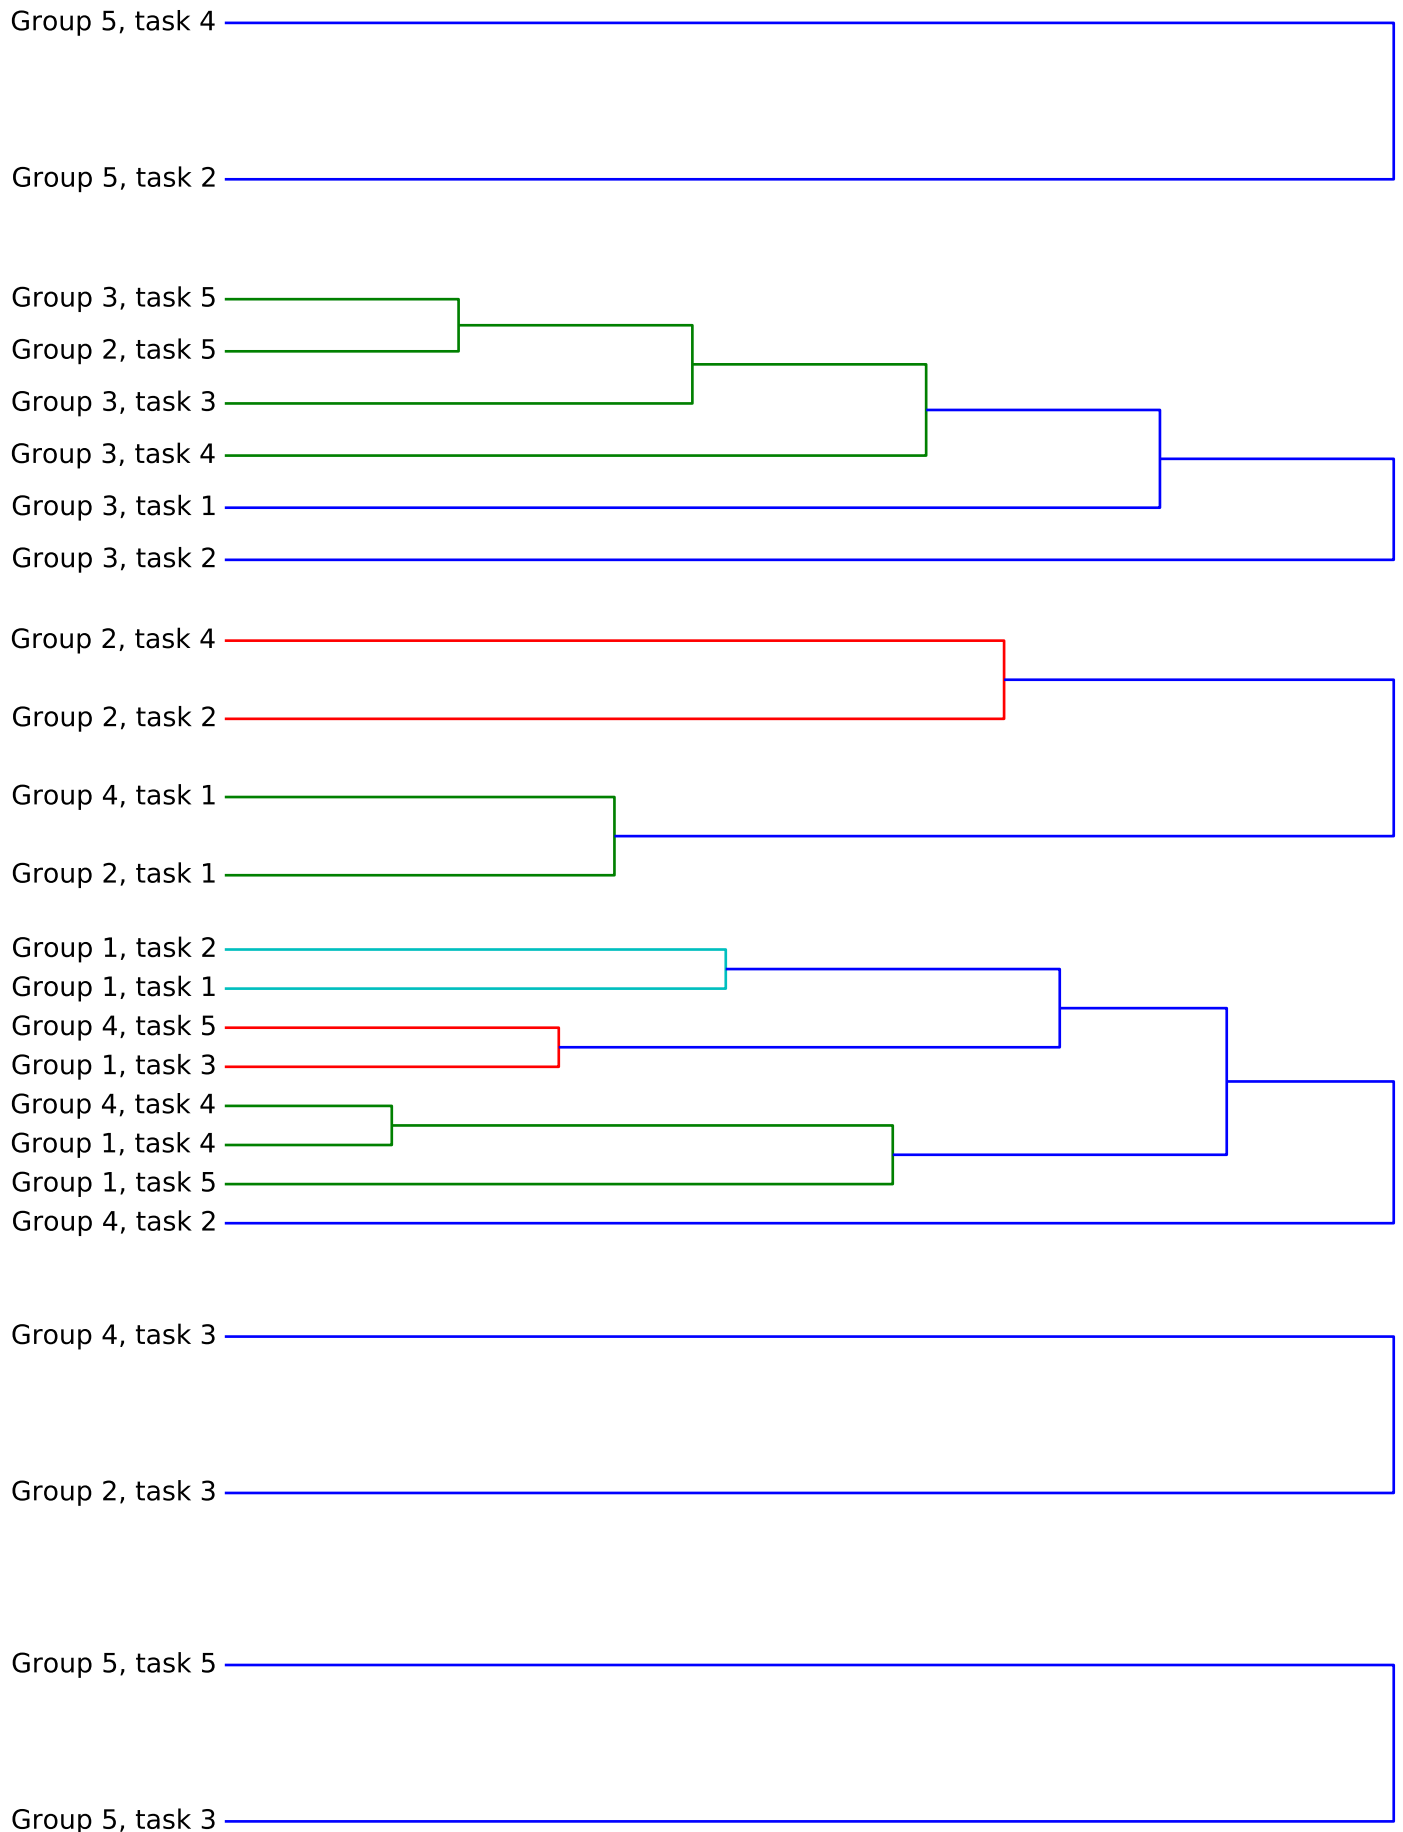 Group 5, task 4
Group 5, task 2
Group 3, task 5
Group 2, task 5
Group 3, task 3
Group 3, task 4
Group 3, task 1
Group 3, task 2
Group 2, task 4
Group 2, task 2
Group 4, task 1
Group 2, task 1
Group 1, task 2
Group 1, task 1
Group 4, task 5
Group 1, task 3
Group 4, task 4
Group 1, task 4
Group 1, task 5
Group 4, task 2
Group 4, task 3
Group 2, task 3
Group 5, task 5
Group 5, task 3